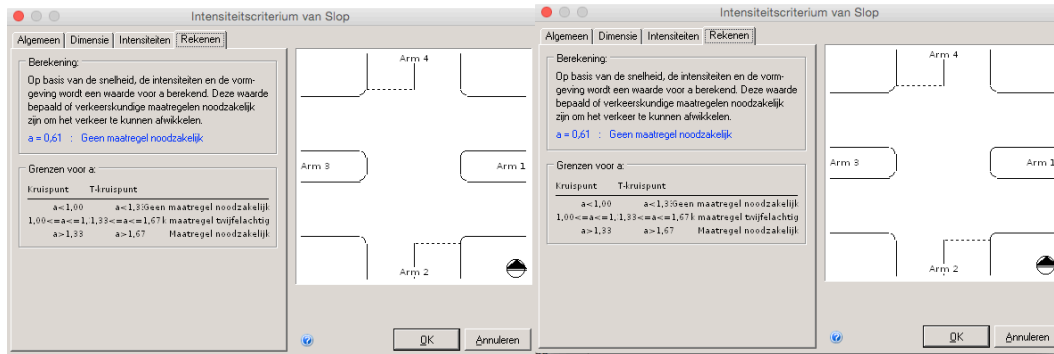 Intensiteitscriterium van Slop
Algemeen Dimensie Intensiteiten Rekenen
Berekening:
Op basis van de snelheid, de intensiteiten en de vorm-
geving wordt een waarde voor a berekend. Deze waarde
bepaald of verkeerskundige maatregelen noodzakelijk
zijn om het verkeer te kunnen afwikkelen.
a = 0,61 : Geen maatregel noodzakelijk
Grenzen voor a:
Kruispunt T-kruispunt
a<1,00 a<1,3 Geen maatregel noodzakelijk
1,00<=a<=1, 1,33<=a<=1,67 k maatregel twijfelachtig
a>1,33 a>1,67 Maatregel noodzakelijk
Arm 4
Arm 3 Arm 1
Arm 2
OK Annuleren
Intensiteitscriterium van Slop
Algemeen Dimensie Intensiteiten Rekenen
Berekening:
Op basis van de snelheid, de intensiteiten en de vorm-
geving wordt een waarde voor a berekend. Deze waarde
bepaald of verkeerskundige maatregelen noodzakelijk
zijn om het verkeer te kunnen afwikkelen.
a = 0,61 : Geen maatregel noodzakelijk
Grenzen voor a:
Kruispunt T-kruispunt
a<1,00 a<1,3 Geen maatregel noodzakelijk
1,00<=a<=1, 1,33<=a<=1,67 k maatregel twijfelachtig
a>1,33 a>1,67 Maatregel noodzakelijk
Arm 4
Arm 3 Arm 1
Arm 2
OK Annuleren